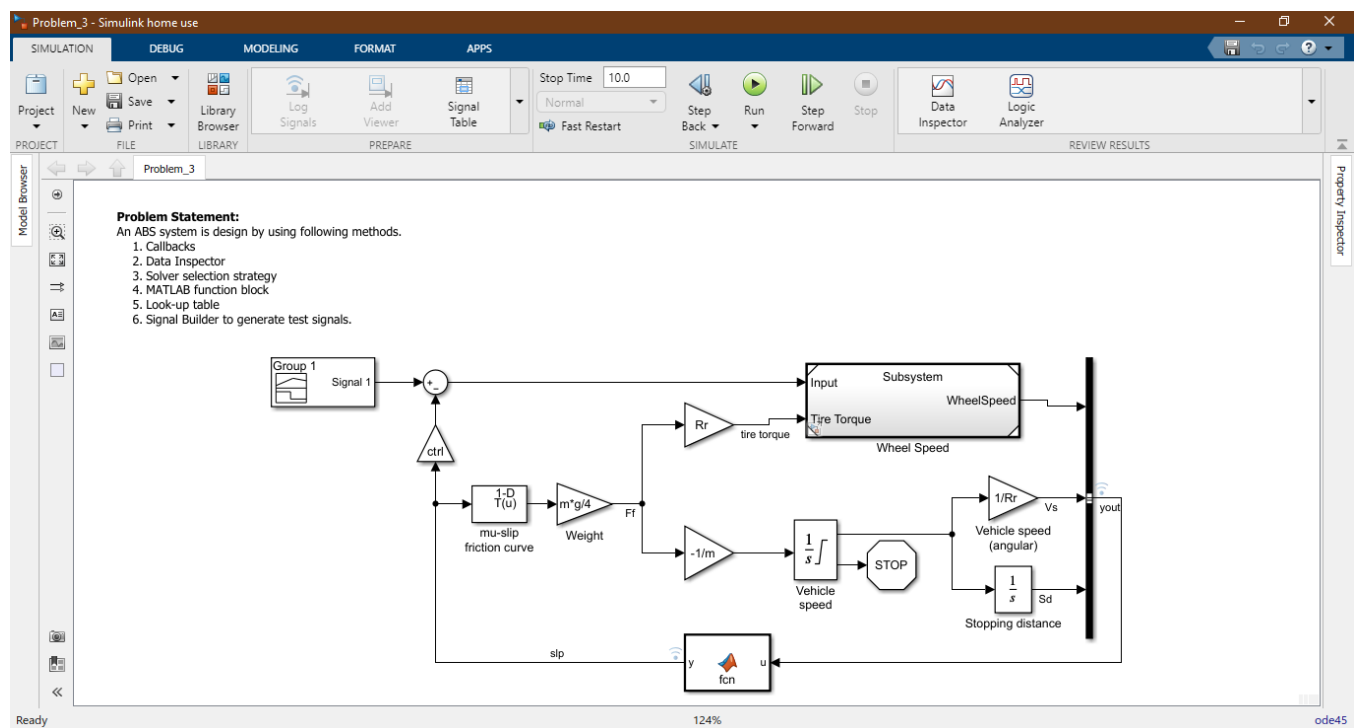 Problem_3 - Simulink home use
SIMULATION DEBUG MODELING FORMAT APPS
?
Project
New
Open
Save
Print
Library
Browser
Log
Signals
Add
Viewer
Signal
Table
Stop Time 10.0
Normal
Fast Restart
Step
Back
Run
Step
Forward
Stop
Data
Inspector
Logic
Analyzer
PROJECT FILE LIBRARY PREPARE SIMULATE REVIEW RESULTS
Model Browser
Problem_3
Property Inspector
Problem Statement:
An ABS system is design by using following methods.
1. Callbacks
2. Data Inspector
3. Solver selection strategy
4. MATLAB function block
5. Look-up table
6. Signal Builder to generate test signals.
Group 1
Signal 1
+
-
ctrl
1-D
T(u)
mu-slip
friction curve
m*g/4
Weight
Ff
Rr
tire torque
Subsystem
Input
WheelSpeed
Tire Torque
Wheel Speed
-1/m
1
s
Vehicle
speed
STOP
1/Rr
Vs
Vehicle speed
(angular)
1
s
Sd
Stopping distance
yout
slp
y
u
fcn
Ready 124% ode45